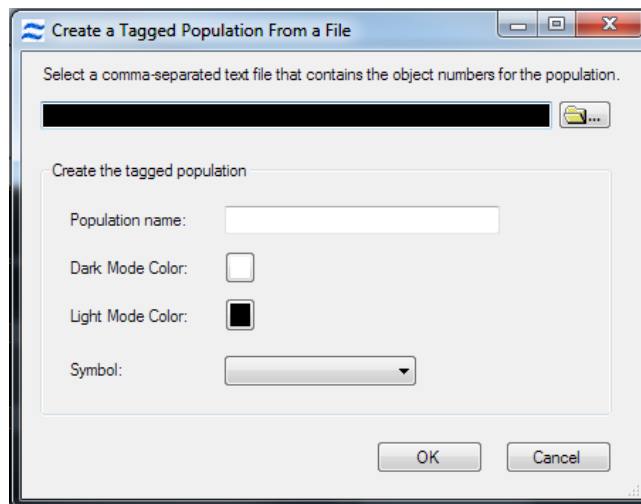 Create a Tagged Population From a File
Select a comma-separated text file that contains the object numbers for the population.
...
Create the tagged population
Population name:
Dark Mode Color:
Light Mode Color:
Symbol:
OK Cancel